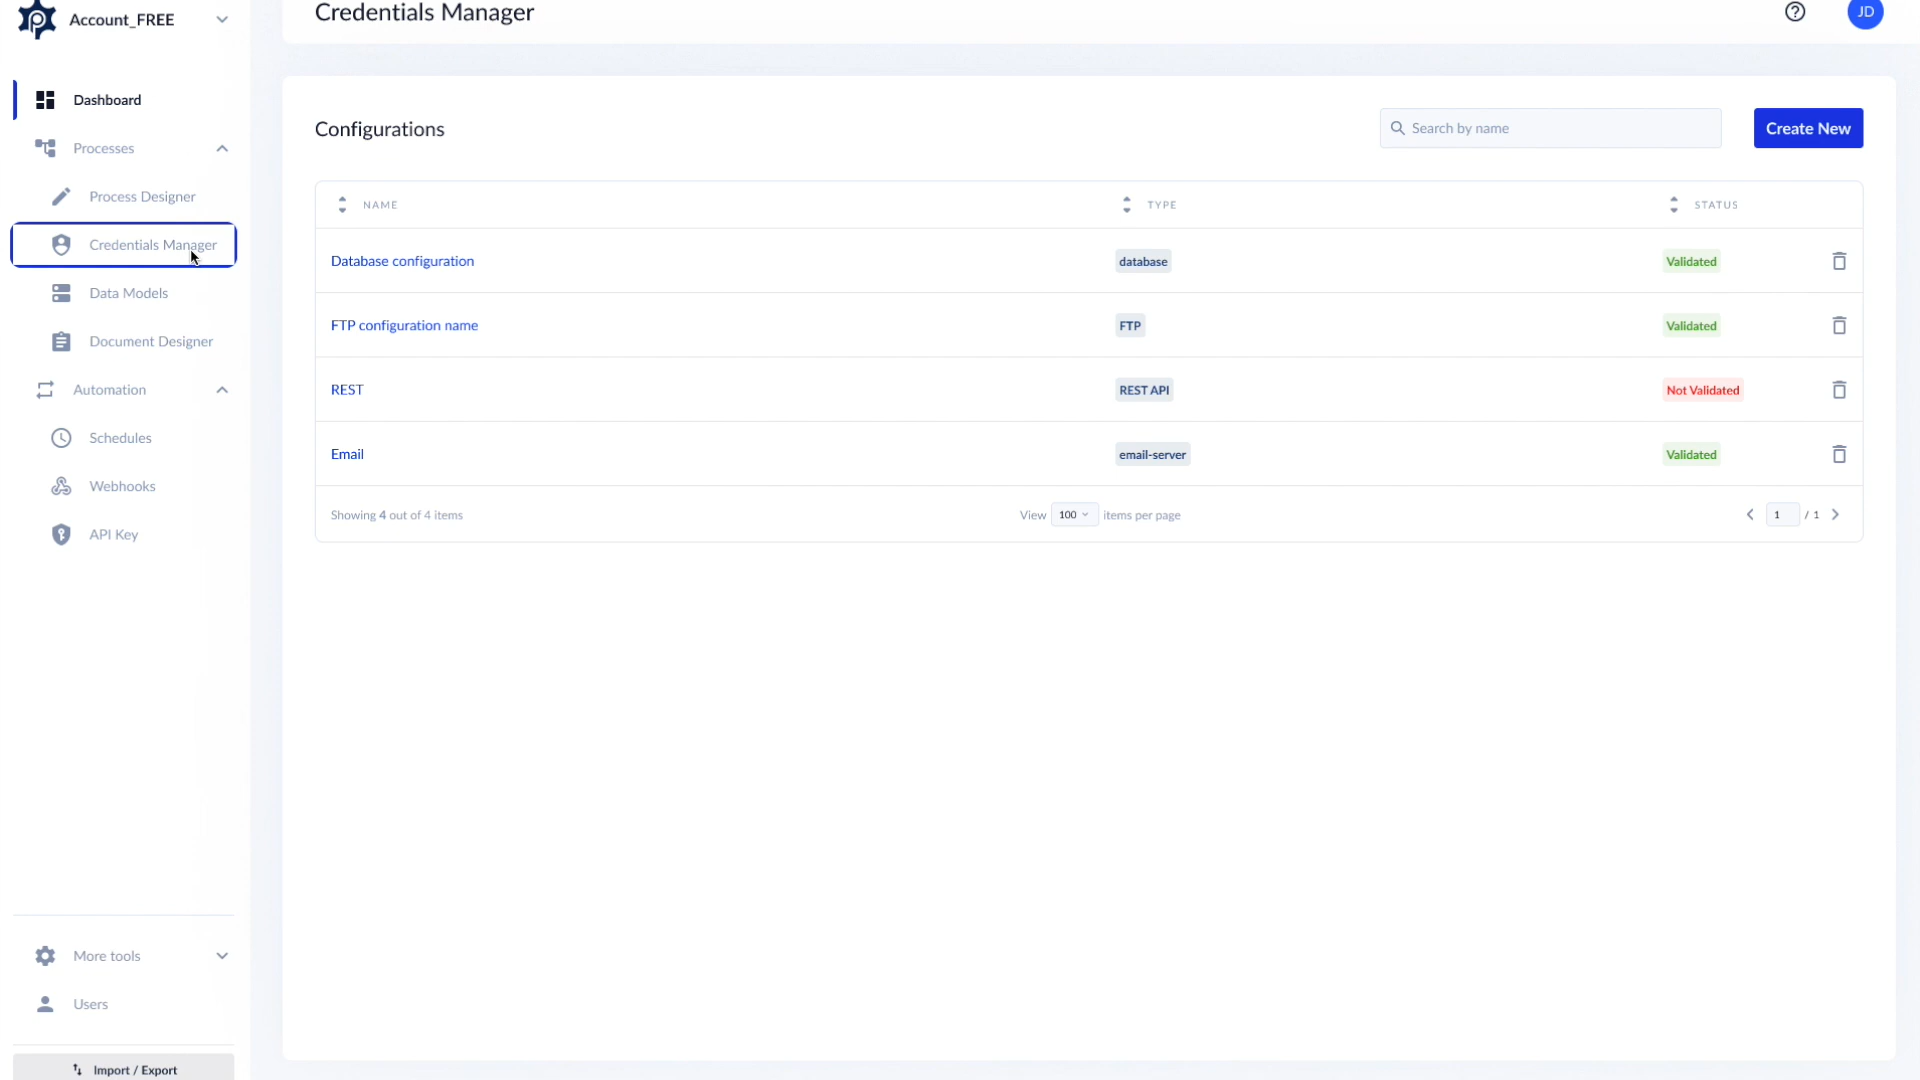 Account_FREE
Credentials Manager
JD
Dashboard
Processes
Process Designer
Credentials Manager
Data Models
Document Designer
Automation
Schedules
Webhooks
API Key
More tools
Users
Import / Export
Configurations
Search by name
Create New
NAME TYPE STATUS
Database configuration database Validated
FTP configuration name FTP Validated
REST REST API Not Validated
Email email-server Validated
Showing 4 out of 4 items View 100 items per page 1 / 1